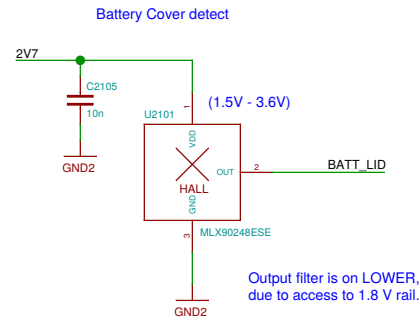 Battery Cover detect
2V7
C2105
10n
GND2
U2101
(1.5V - 3.6V)
1
VDD
HALL
OUT
2
BATT_LID
GND
3
MLX90248ESE
GND2
Output filter is on LOWER,
due to access to 1.8 V rail.